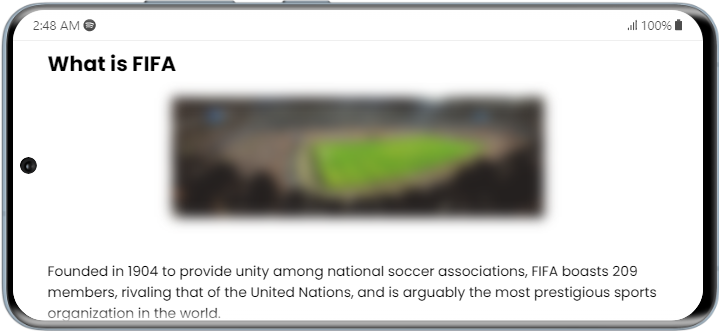 2:48 AM
100%
What is FIFA
Founded in 1904 to provide unity among national soccer associations, FIFA boasts 209
members, rivaling that of the United Nations, and is arguably the most prestigious sports
organization in the world.